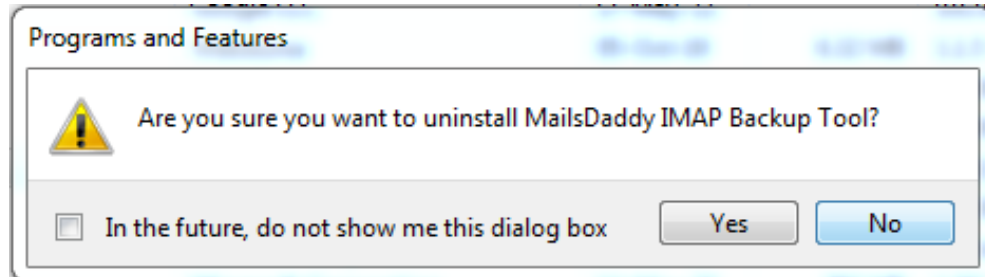 Programs and Features
Are you sure you want to uninstall MailsDaddy IMAP Backup Tool?
In the future, do not show me this dialog box
Yes
No